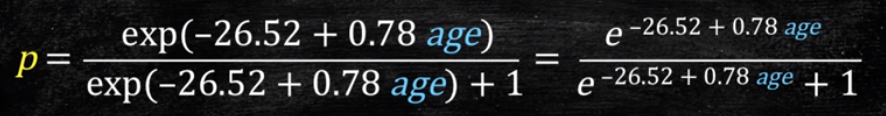 p = exp(−26.52 + 0.78 age) / exp(−26.52 + 0.78 age) + 1 = e^−26.52 + 0.78 age / e^−26.52 + 0.78 age + 1